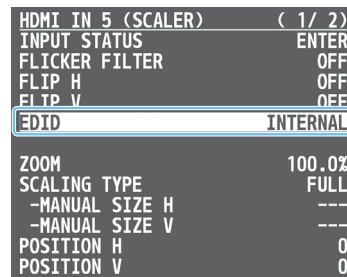 HDMI IN 5 (SCALER) ( 1/ 2)
INPUT STATUS ENTER
FLICKER FILTER OFF
FLIP H OFF
FLIP V OFF
EDID INTERNAL
ZOOM 100.0%
SCALING TYPE FULL
-MANUAL SIZE H ---
-MANUAL SIZE V ---
POSITION H 0
POSITION V 0